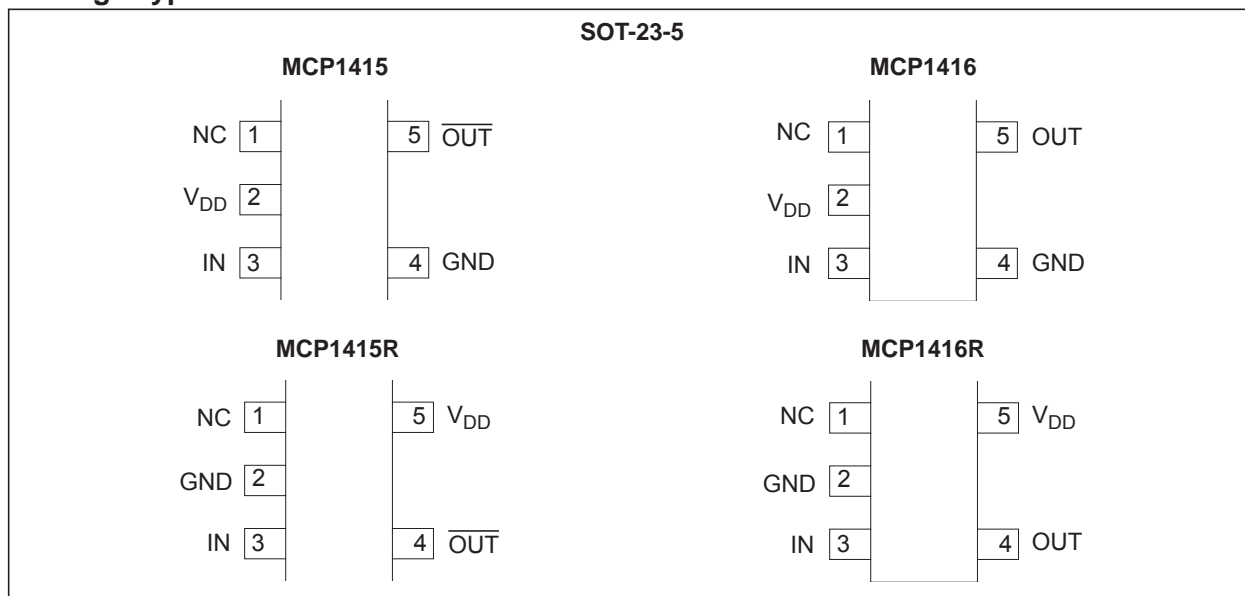 SOT-23-5
MCP1415
NC 1
5 O̅U̅T̅
VDD 2
IN 3
4 GND
MCP1416
NC 1
5 OUT
VDD 2
IN 3
4 GND
MCP1415R
NC 1
5 VDD
GND 2
IN 3
4 O̅U̅T̅
MCP1416R
NC 1
5 VDD
GND 2
IN 3
4 OUT